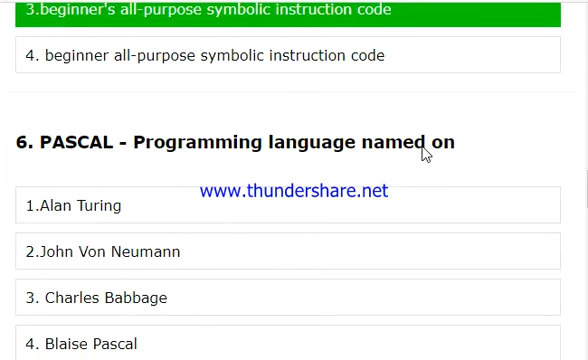 3.beginner's all-purpose symbolic instruction code
4. beginner all-purpose symbolic instruction code
6. PASCAL - Programming language named on
www.thundershare.net
1.Alan Turing
2.John Von Neumann
3. Charles Babbage
4. Blaise Pascal